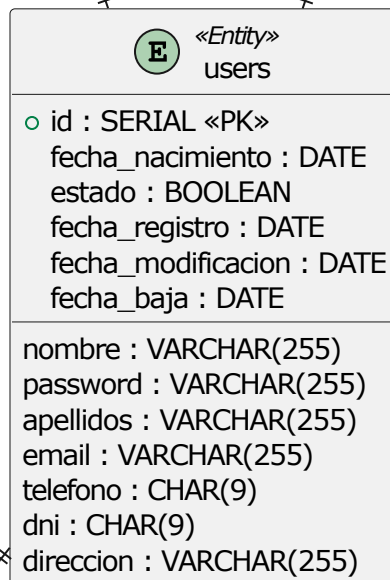 E «Entity»
users
id : SERIAL «PK»
fecha_nacimiento : DATE
estado : BOOLEAN
fecha_registro : DATE
fecha_modificacion : DATE
fecha_baja : DATE
nombre : VARCHAR(255)
password : VARCHAR(255)
apellidos : VARCHAR(255)
email : VARCHAR(255)
telefono : CHAR(9)
dni : CHAR(9)
direccion : VARCHAR(255)